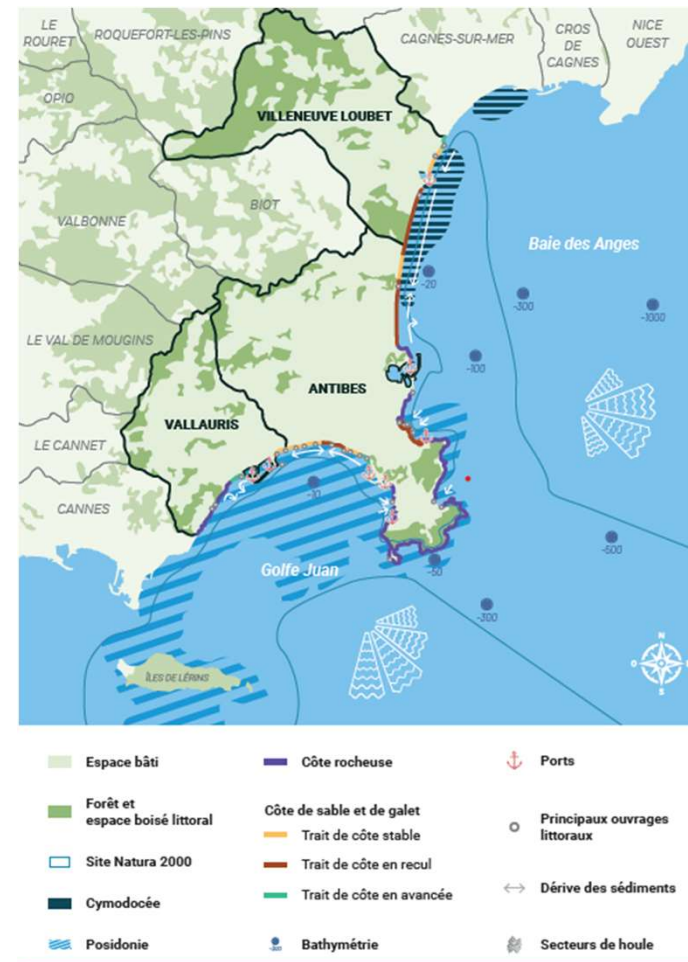 LE
ROURET
ROQUEFORT-LES-PINS
CAGNES-SUR-MER
CROS
DE
CAGNES
NICE
OUEST
OPIO
VILLENEUVE LOUBET
BIOT
VALBONNE
Baie des Anges
-20
-300
-1000
LE VAL DE MOUGINS
-100
ANTIBES
VALLAURIS
LE CANNET
CANNES
-10
-500
Golfe Juan
-50
-300
N
S
ÎLES DE LÉRINS
Espace bâti
Forêt et
espace boisé littoral
Site Natura 2000
Cymodocée
Posidonie
Côte rocheuse
Côte de sable et de galet
Trait de côte stable
Trait de côte en recul
Trait de côte en avancée
Bathymétrie
Ports
Principaux ouvrages
littoraux
Dérive des sédiments
Secteurs de houle